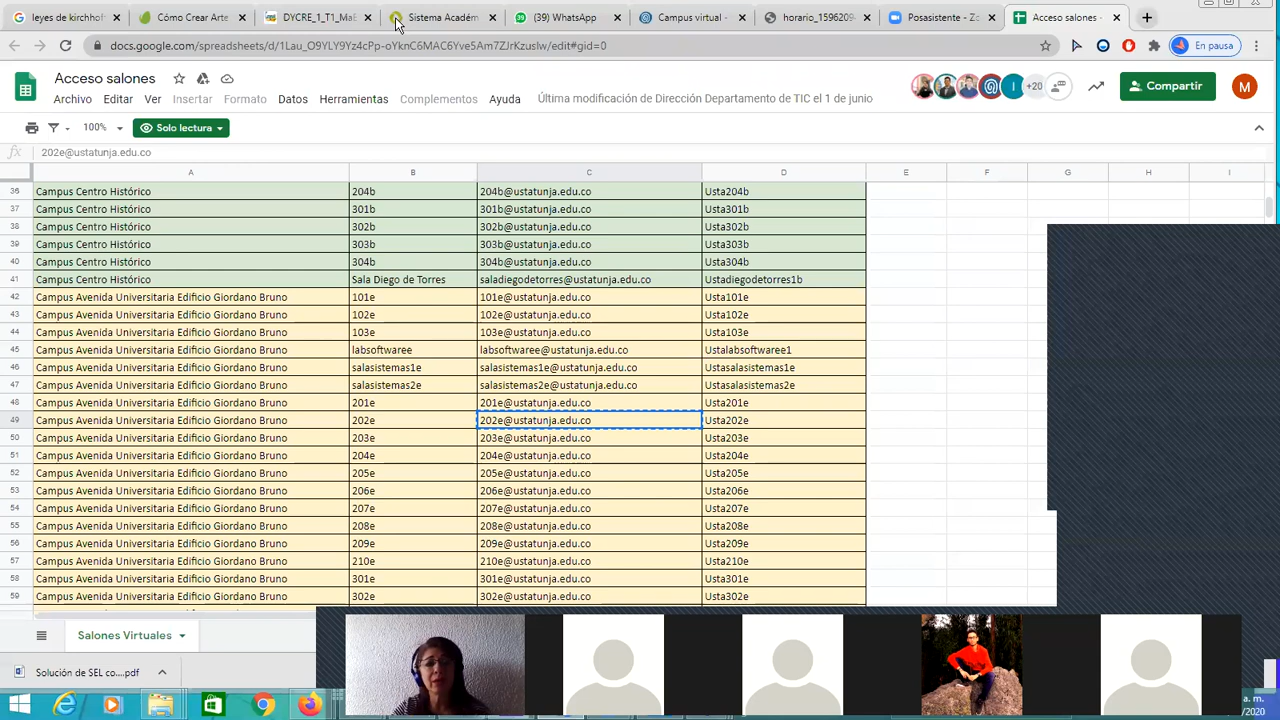 leyes de kirchhof
Cómo Crear Arte
DYCRE_1_T1_MaE
Sistema Académ
(39) WhatsApp
Campus virtual -
horario_1596209
Posasistente - Zo
Acceso salones -
docs.google.com/spreadsheets/d/1Lau_O9YLY9Yz4cPp-oYknC6MAC6Yve5dm7ZJrKzuslw/edit#gid=0
En pausa
Acceso salones
Archivo Editar Ver Insertar Formato Datos Herramientas Complementos Ayuda
Última modificación de Dirección Departamento de TIC el 1 de junio
+20
Compartir
M
100%
Solo lectura
fx 202e@ustatunja.edu.co
A B C D E F G H I
36 Campus Centro Histórico 204b 204b@ustatunja.edu.co Usta204b
37 Campus Centro Histórico 301b 301b@ustatunja.edu.co Usta301b
38 Campus Centro Histórico 302b 302b@ustatunja.edu.co Usta302b
39 Campus Centro Histórico 303b 303b@ustatunja.edu.co Usta303b
40 Campus Centro Histórico 304b 304b@ustatunja.edu.co Usta304b
41 Campus Centro Histórico Sala Diego de Torres saladiegodetorres@ustatunja.edu.co Ustadiegodetorres1b
42 Campus Avenida Universitaria Edificio Giordano Bruno 101e 101e@ustatunja.edu.co Usta101e
43 Campus Avenida Universitaria Edificio Giordano Bruno 102e 102e@ustatunja.edu.co Usta102e
44 Campus Avenida Universitaria Edificio Giordano Bruno 103e 103e@ustatunja.edu.co Usta103e
45 Campus Avenida Universitaria Edificio Giordano Bruno labsoftwaree labsoftwaree@ustatunja.edu.co Ustalabsoftwaree1
46 Campus Avenida Universitaria Edificio Giordano Bruno salasistemas1e salasistemas1e@ustatunja.edu.co Ustasalasistemas1e
47 Campus Avenida Universitaria Edificio Giordano Bruno salasistemas2e salasistemas2e@ustatunja.edu.co Ustasalasistemas2e
48 Campus Avenida Universitaria Edificio Giordano Bruno 201e 201e@ustatunja.edu.co Usta201e
49 Campus Avenida Universitaria Edificio Giordano Bruno 202e 202e@ustatunja.edu.co Usta202e
50 Campus Avenida Universitaria Edificio Giordano Bruno 203e 203e@ustatunja.edu.co Usta203e
51 Campus Avenida Universitaria Edificio Giordano Bruno 204e 204e@ustatunja.edu.co Usta204e
52 Campus Avenida Universitaria Edificio Giordano Bruno 205e 205e@ustatunja.edu.co Usta205e
53 Campus Avenida Universitaria Edificio Giordano Bruno 206e 206e@ustatunja.edu.co Usta206e
54 Campus Avenida Universitaria Edificio Giordano Bruno 207e 207e@ustatunja.edu.co Usta207e
55 Campus Avenida Universitaria Edificio Giordano Bruno 208e 208e@ustatunja.edu.co Usta208e
56 Campus Avenida Universitaria Edificio Giordano Bruno 209e 209e@ustatunja.edu.co Usta209e
57 Campus Avenida Universitaria Edificio Giordano Bruno 210e 210e@ustatunja.edu.co Usta210e
58 Campus Avenida Universitaria Edificio Giordano Bruno 301e 301e@ustatunja.edu.co Usta301e
59 Campus Avenida Universitaria Edificio Giordano Bruno 302e 302e@ustatunja.edu.co Usta302e
Salones Virtuales
Solución de SEL co....pdf
a. m.
/2020